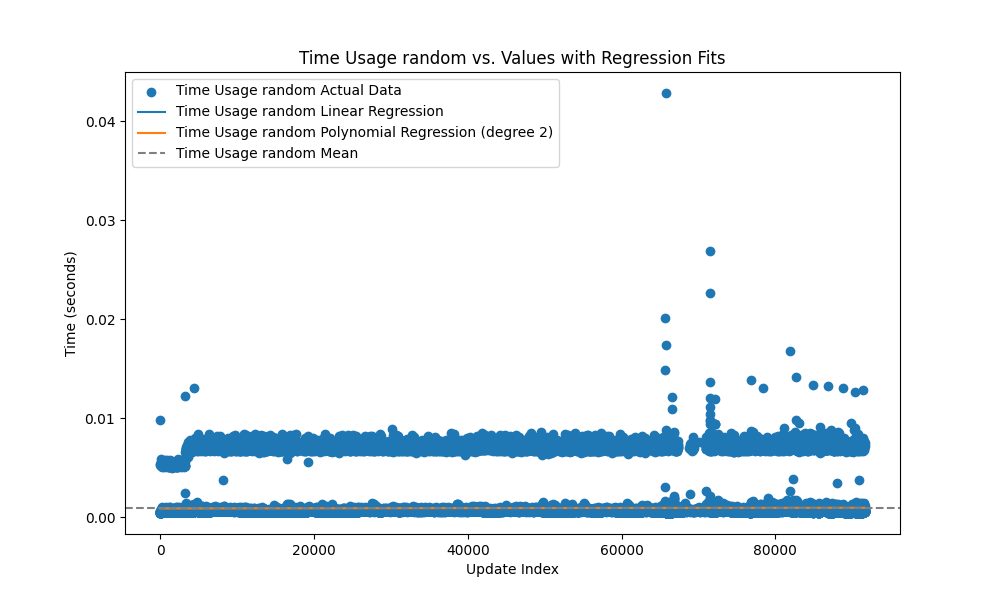 Time Usage random vs. Values with Regression Fits
Time Usage random Actual Data
Time Usage random Linear Regression
Time Usage random Polynomial Regression (degree 2)
Time Usage random Mean
Time (seconds)
0.04
0.03
0.02
0.01
0.00
0
20000
40000
60000
80000
Update Index